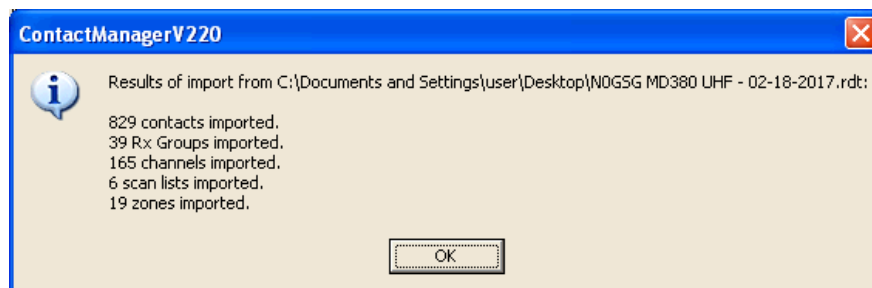 ContactManagerV220
Results of import from C:\Documents and Settings\user\Desktop\N0GSG MD380 UHF - 02-18-2017.rdt:
829 contacts imported.
39 Rx Groups imported.
165 channels imported.
6 scan lists imported.
19 zones imported.
OK